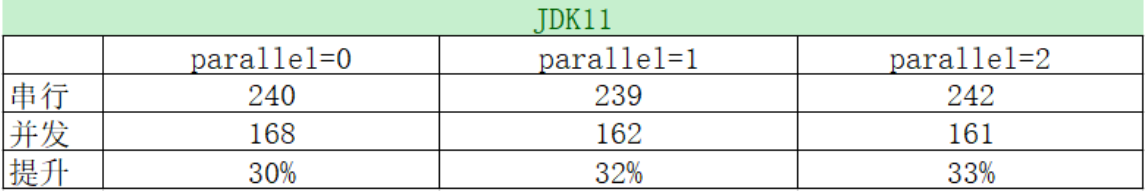 JDK11
parallel=0 parallel=1 parallel=2
串行 240 239 242
并发 168 162 161
提升 30% 32% 33%